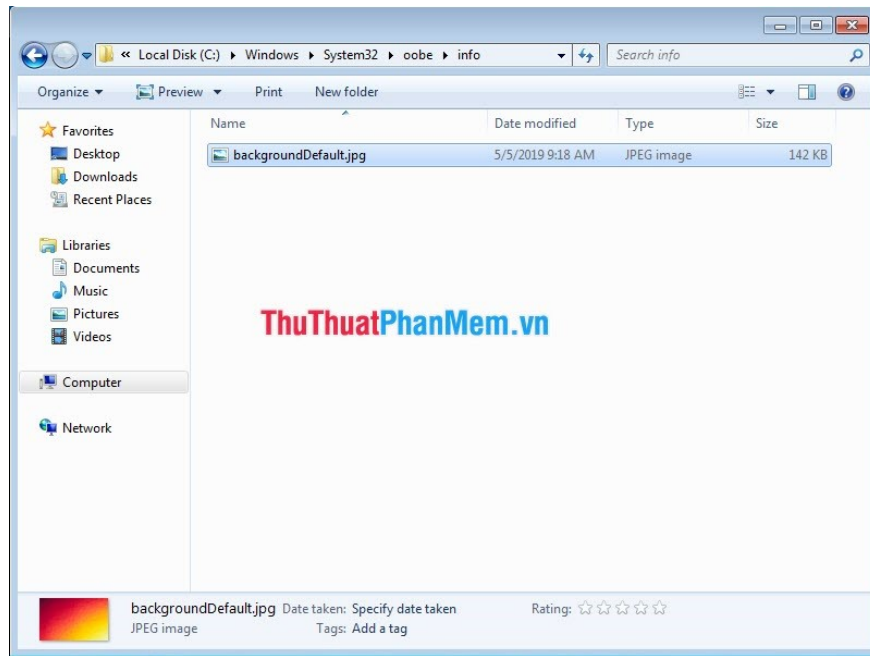 « Local Disk (C:) ▸ Windows ▸ System32 ▸ oobe ▸ info
Search info
Organize ▾ Preview ▾ Print New folder
Name Date modified Type Size
backgroundDefault.jpg 5/5/2019 9:18 AM JPEG image 142 KB
Favorites
Desktop
Downloads
Recent Places
Libraries
Documents
Music
Pictures
Videos
Computer
Network
ThuThuatPhanMem.vn
backgroundDefault.jpg Date taken: Specify date taken Rating: ☆☆☆☆☆
JPEG image Tags: Add a tag